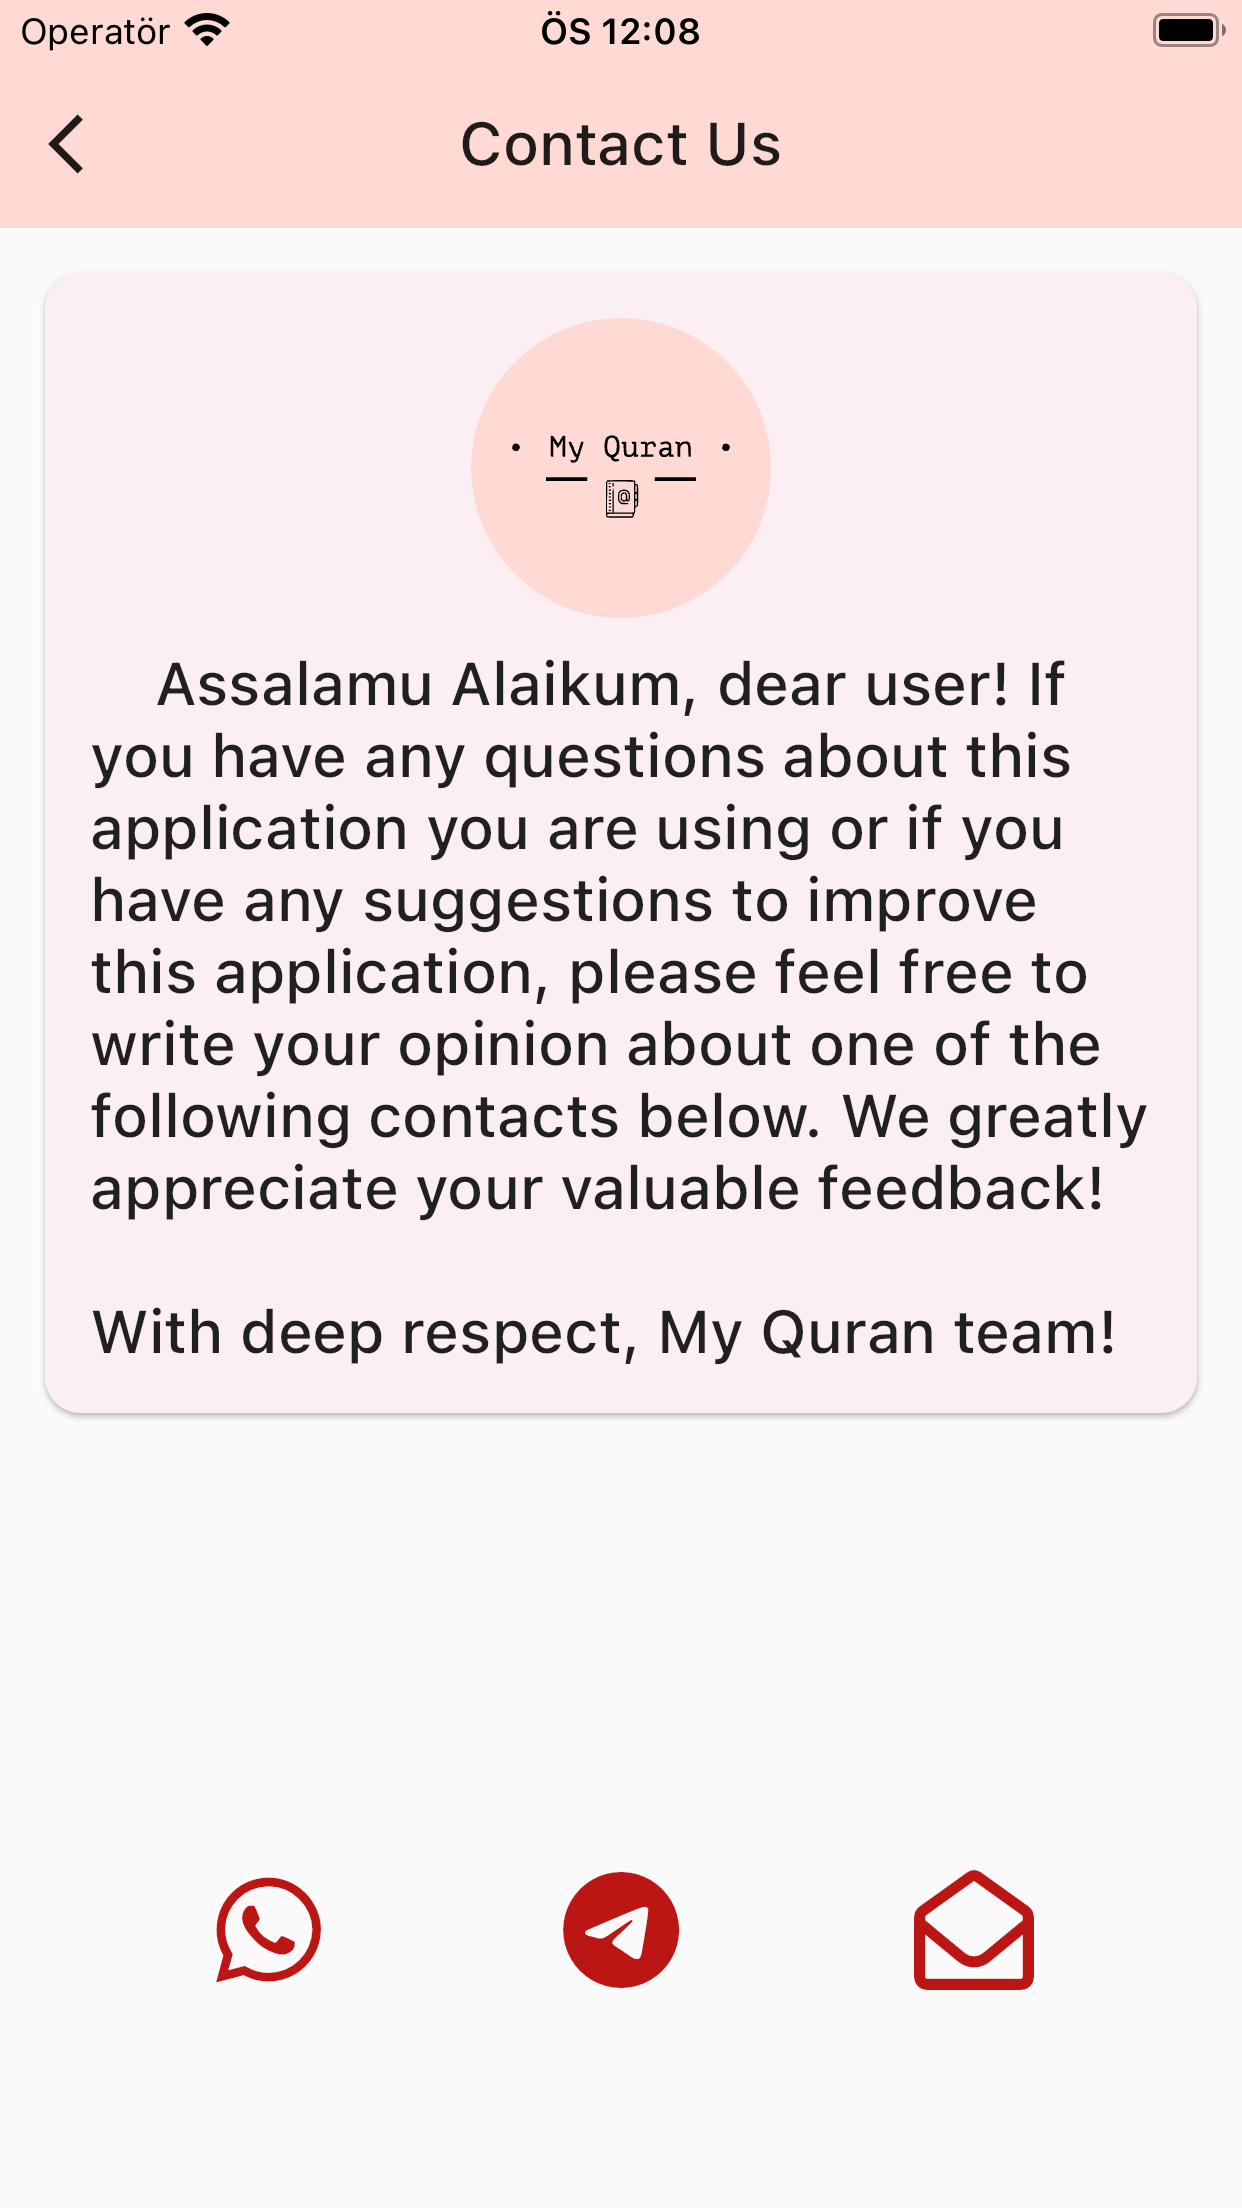 Operatör
ÖS 12:08
Contact Us
• My Quran •
Assalamu Alaikum, dear user! If
you have any questions about this
application you are using or if you
have any suggestions to improve
this application, please feel free to
write your opinion about one of the
following contacts below. We greatly
appreciate your valuable feedback!
With deep respect, My Quran team!